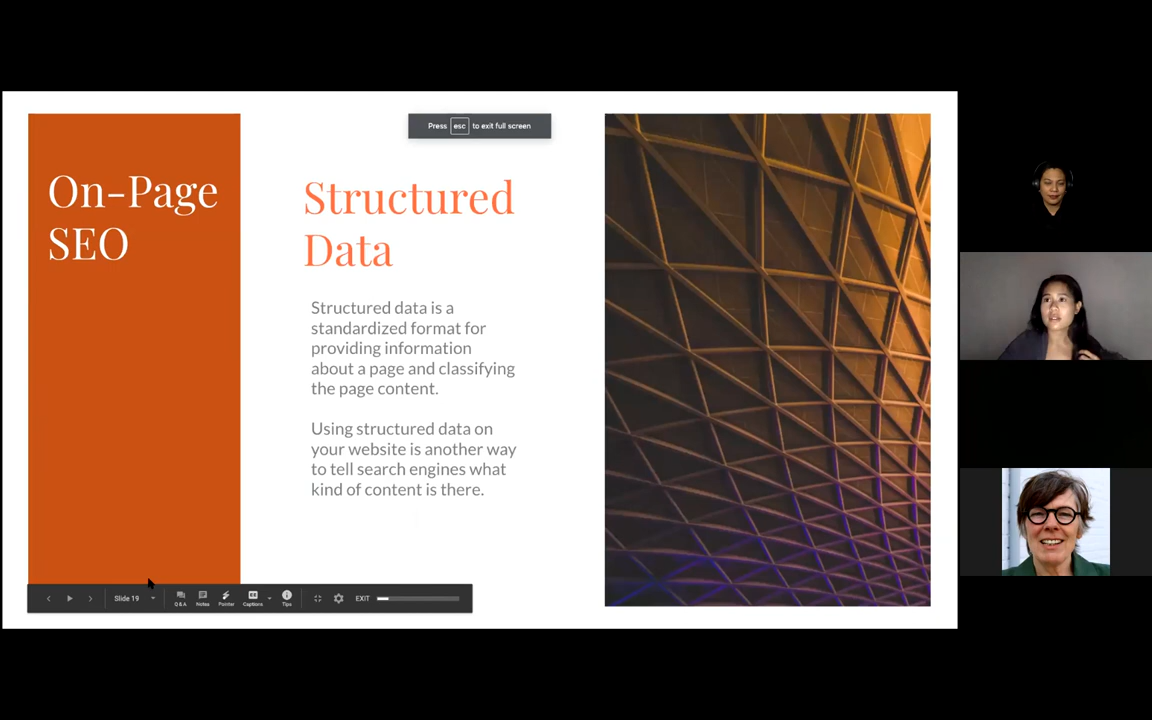 On-Page
SEO
Press esc to exit full screen
Structured
Data
Structured data is a
standardized format for
providing information
about a page and classifying
the page content.
Using structured data on
your website is another way
to tell search engines what
kind of content is there.
Slide 19
Q&A
Notes
Pointer
Captions
Tips
EXIT